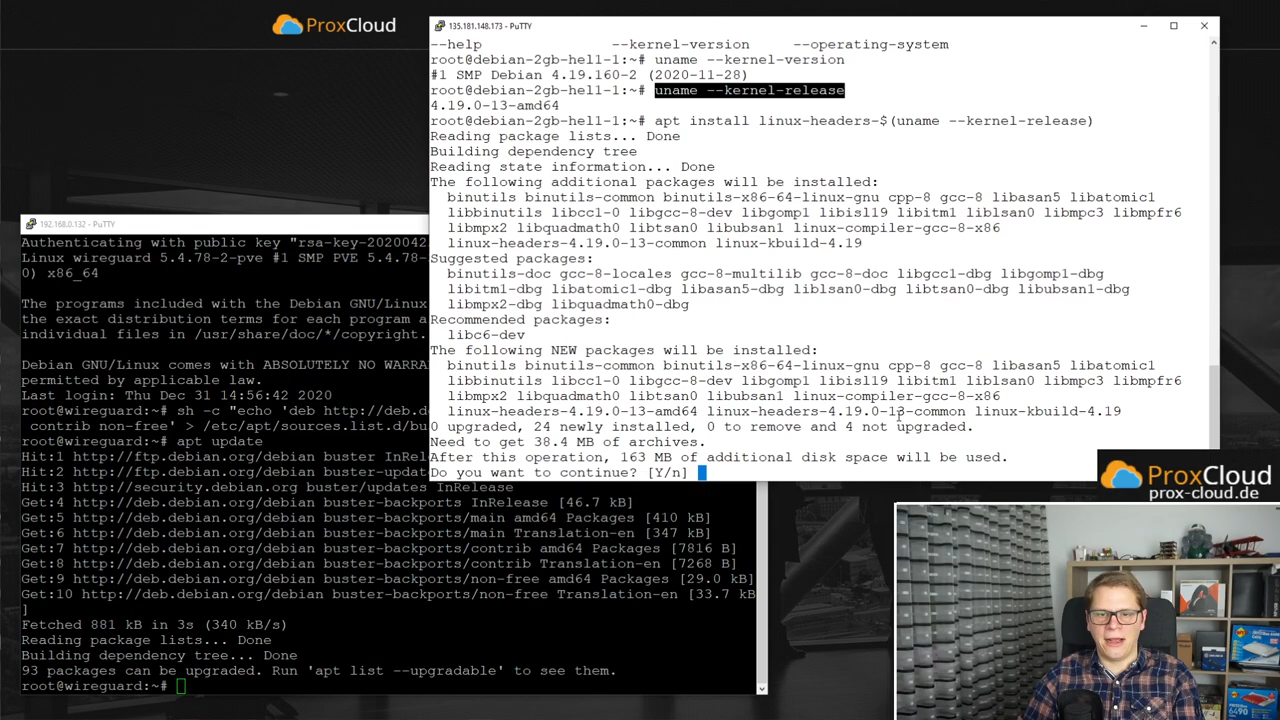 ProxCloud
135.181.148.173 - PuTTY
--help --kernel-version --operating-system
root@debian-2gb-hel1-1:~# uname --kernel-version
#1 SMP Debian 4.19.160-2 (2020-11-28)
root@debian-2gb-hel1-1:~# uname --kernel-release
4.19.0-13-amd64
root@debian-2gb-hel1-1:~# apt install linux-headers-$(uname --kernel-release)
Reading package lists... Done
Building dependency tree
Reading state information... Done
The following additional packages will be installed:
binutils binutils-common binutils-x86-64-linux-gnu cpp-8 gcc-8 libasan5 libatomic1
libbinutils libcc1-0 libgcc-8-dev libgomp1 libisl19 libitm1 liblsan0 libmpc3 libmpfr6
libmpx2 libquadmath0 libtsan0 libubsan1 linux-compiler-gcc-8-x86
linux-headers-4.19.0-13-common linux-kbuild-4.19
Suggested packages:
binutils-doc gcc-8-locales gcc-8-multilib gcc-8-doc libgcc1-dbg libgomp1-dbg
libitm1-dbg libatomic1-dbg libasan5-dbg liblsan0-dbg libtsan0-dbg libubsan1-dbg
libmpx2-dbg libquadmath0-dbg
Recommended packages:
libc6-dev
The following NEW packages will be installed:
binutils binutils-common binutils-x86-64-linux-gnu cpp-8 gcc-8 libasan5 libatomic1
libbinutils libcc1-0 libgcc-8-dev libgomp1 libisl19 libitm1 liblsan0 libmpc3 libmpfr6
libmpx2 libquadmath0 libtsan0 libubsan1 linux-compiler-gcc-8-x86
linux-headers-4.19.0-13-amd64 linux-headers-4.19.0-13-common linux-kbuild-4.19
0 upgraded, 24 newly installed, 0 to remove and 4 not upgraded.
Need to get 38.4 MB of archives.
After this operation, 163 MB of additional disk space will be used.
Do you want to continue? [Y/n]
192.168.0.132 - PuTTY
Authenticating with public key "rsa-key-2020042
Linux wireguard 5.4.78-2-pve #1 SMP PVE 5.4.78-
0) x86_64
The programs included with the Debian GNU/Linux
the exact distribution terms for each program a
individual files in /usr/share/doc/*/copyright.
Debian GNU/Linux comes with ABSOLUTELY NO WARRA
permitted by applicable law.
Last login: Thu Dec 31 14:56:42 2020
root@wireguard:~# sh -c "echo 'deb http://deb.d
contrib non-free' > /etc/apt/sources.list.d/bu
root@wireguard:~# apt update
Hit:1 http://ftp.debian.org/debian buster InRel
Hit:2 http://ftp.debian.org/debian buster-updat
Hit:3 http://security.debian.org buster/updates InRelease
Get:4 http://deb.debian.org/debian buster-backports InRelease [46.7 kB]
Get:5 http://deb.debian.org/debian buster-backports/main amd64 Packages [410 kB]
Get:6 http://deb.debian.org/debian buster-backports/main Translation-en [347 kB]
Get:7 http://deb.debian.org/debian buster-backports/contrib amd64 Packages [7816 B]
Get:8 http://deb.debian.org/debian buster-backports/contrib Translation-en [7268 B]
Get:9 http://deb.debian.org/debian buster-backports/non-free amd64 Packages [29.0 kB]
Get:10 http://deb.debian.org/debian buster-backports/non-free Translation-en [33.7 kB
]
Fetched 881 kB in 3s (340 kB/s)
Reading package lists... Done
Building dependency tree... Done
93 packages can be upgraded. Run 'apt list --upgradable' to see them.
root@wireguard:~#
ProxCloud
prox-cloud.de